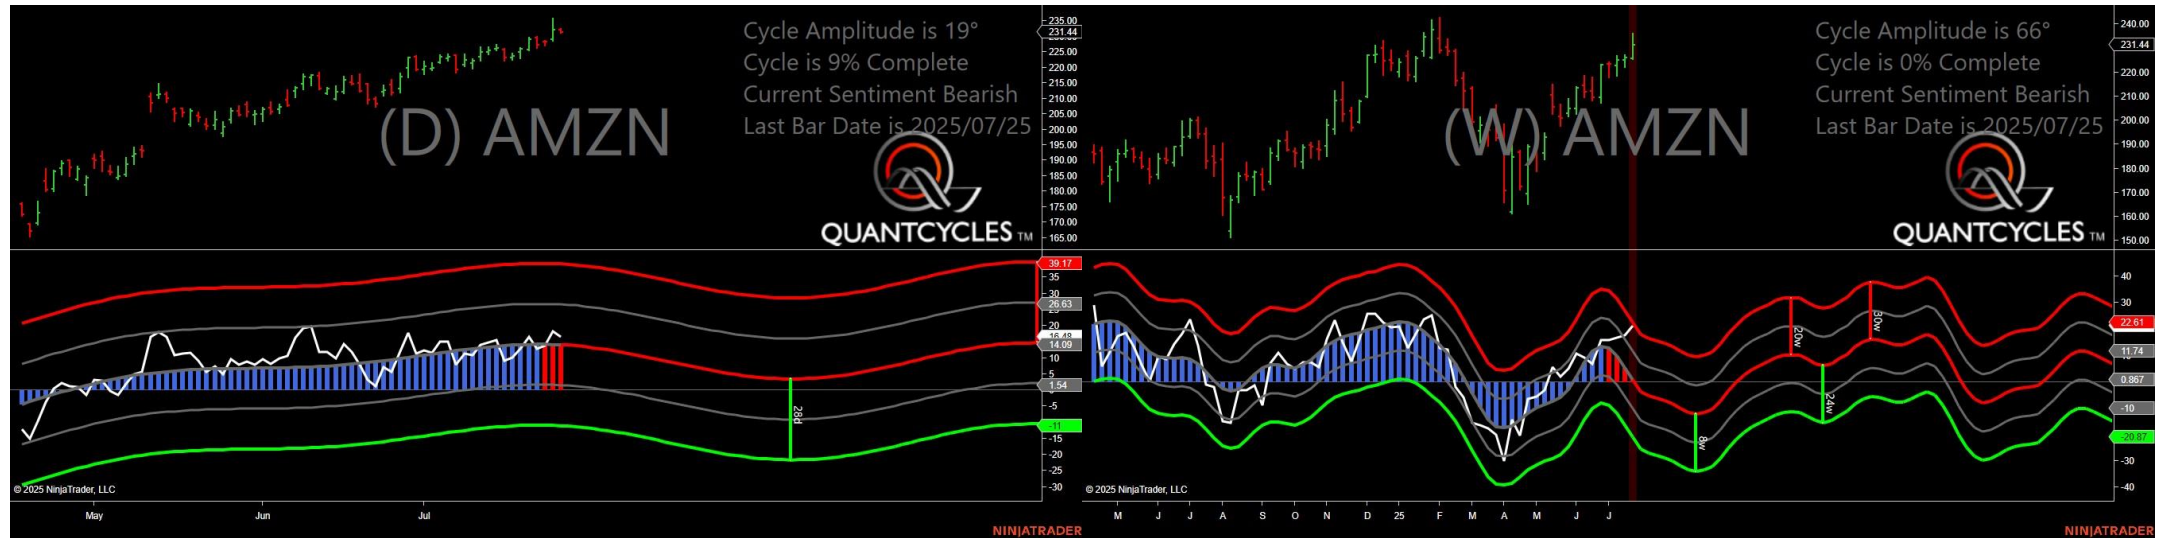 Cycle Amplitude is 19°
Cycle is 9% Complete
Current Sentiment Bearish
Last Bar Date is 2025/07/25
(D) AMZN
QUANTCYCLES TM
235.00
231.44
225.00
220.00
215.00
210.00
205.00
200.00
195.00
190.00
185.00
180.00
175.00
170.00
165.00
39.17
35
30
26.63
20
14.09
10
5
1.54
-5
-11
-15
-20
-25
-30
28d
© 2025 NinjaTrader, LLC
May Jun Jul
NINJATRADER
Cycle Amplitude is 66°
Cycle is 0% Complete
Current Sentiment Bearish
Last Bar Date is 2025/07/25
(W) AMZN
QUANTCYCLES TM
240.00
231.44
220.00
210.00
200.00
190.00
180.00
170.00
160.00
150.00
40
30
22.61
11.74
0.867
-10
-20.87
-30
-40
20w
30w
24w
8w
© 2025 NinjaTrader, LLC
M J J A S O N D 25 F M A M J J
NINJATRADER